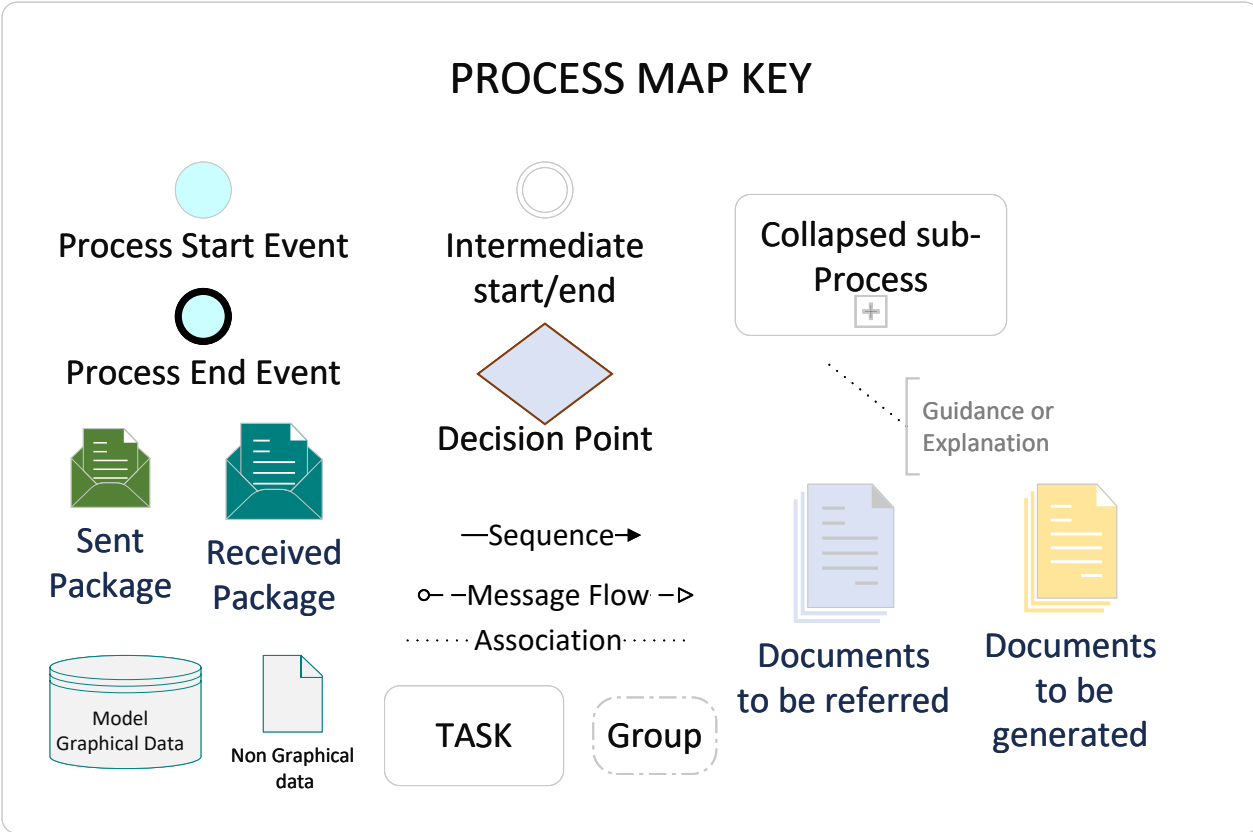 PROCESS MAP KEY
Process Start Event
Process End Event
Sent
Package
Received
Package
Model
Graphical Data
Non Graphical
data
Intermediate
start/end
Decision Point
Sequence
Message Flow
Association
TASK
Group
Collapsed sub-
Process
Guidance or
Explanation
Documents
to be referred
Documents
to be
generated